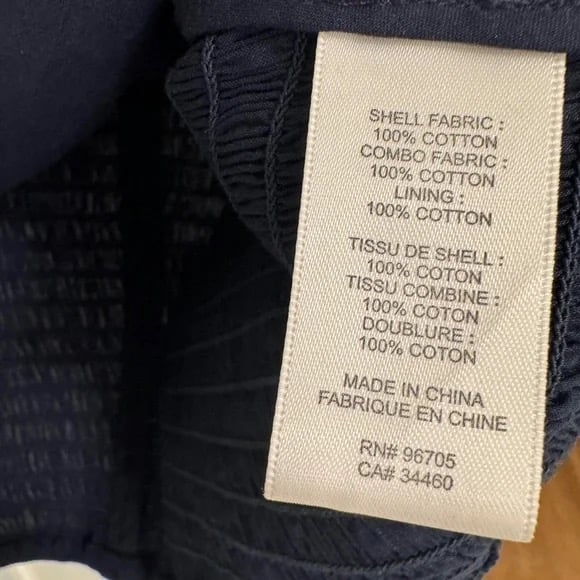 SHELL FABRIC :
100% COTTON
COMBO FABRIC :
100% COTTON
LINING :
100% COTTON
TISSU DE SHELL :
100% COTON
TISSU COMBINE :
100% COTON
DOUBLURE :
100% COTON
MADE IN CHINA
FABRIQUE EN CHINE
RN# 96705
CA# 34460